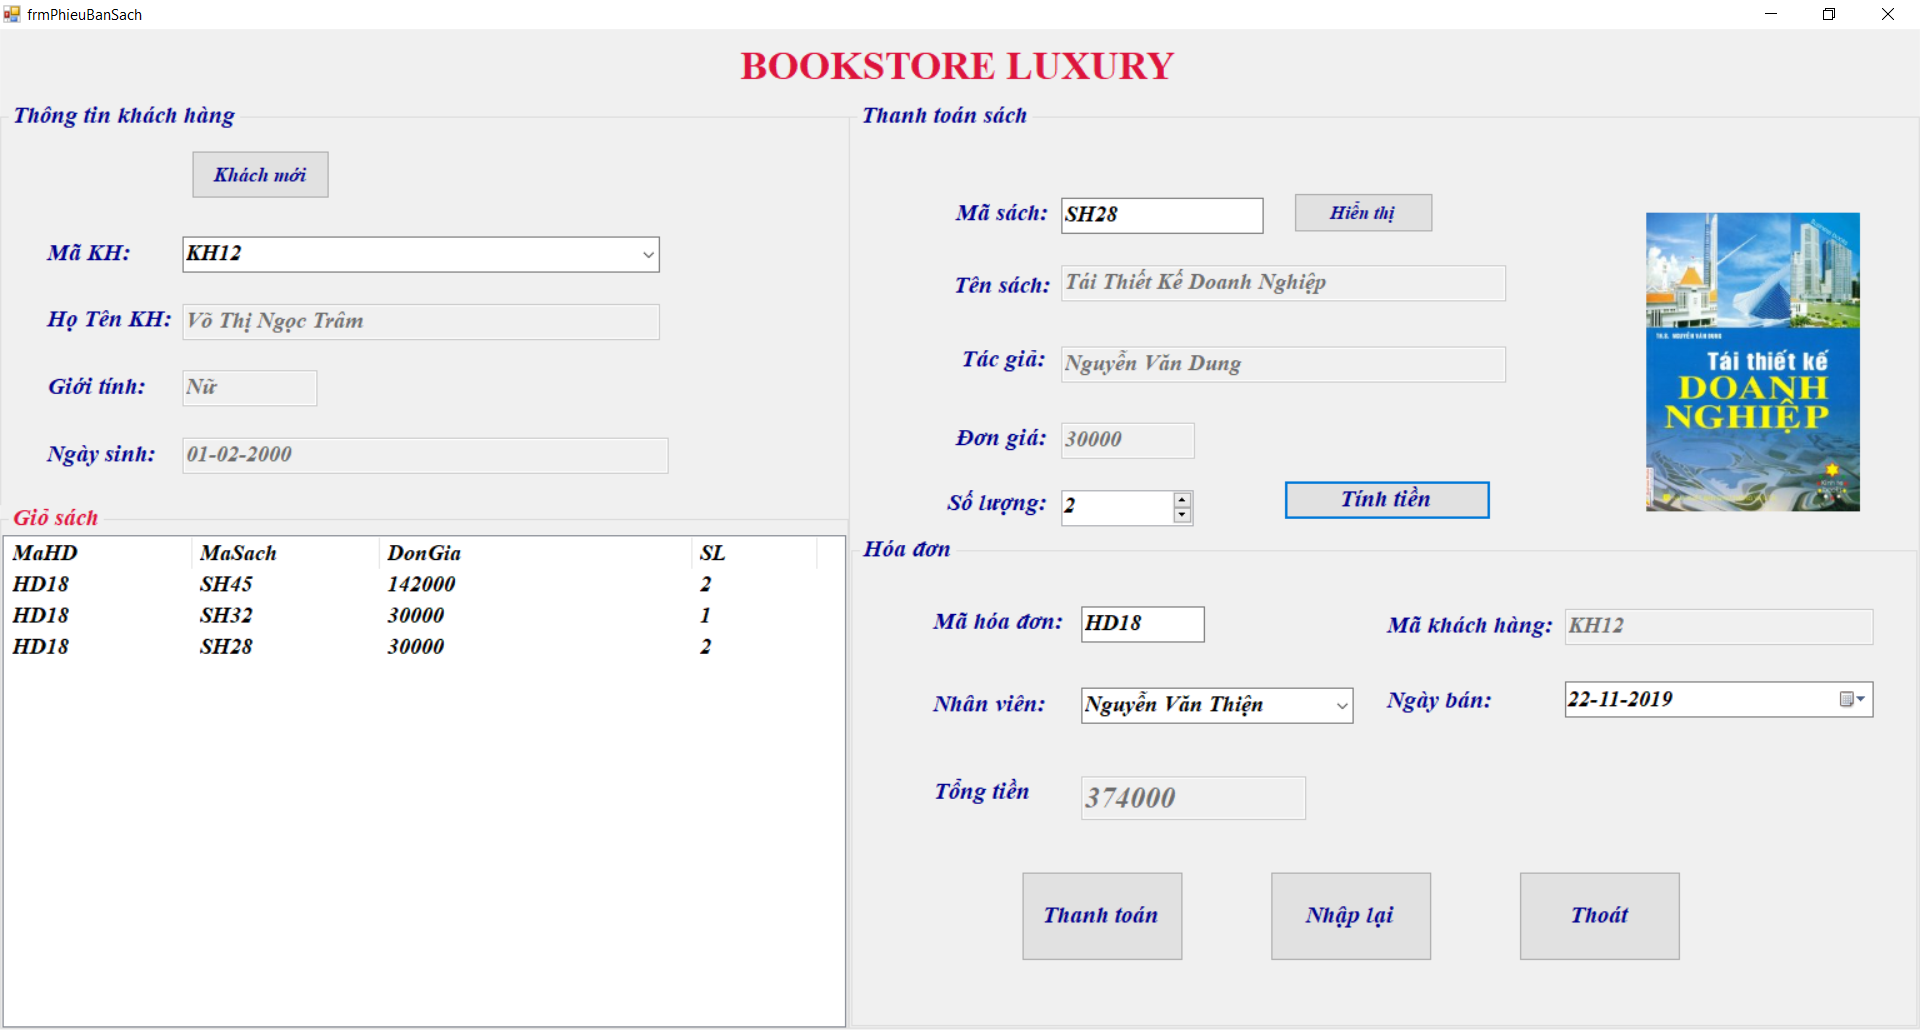 frmPhieuBanSach
BOOKSTORE LUXURY
Thông tin khách hàng
Khách mới
Mã KH: KH12
Họ Tên KH: Võ Thị Ngọc Trâm
Giới tính: Nữ
Ngày sinh: 01-02-2000
Giỏ sách
MaHD MaSach DonGia SL
HD18 SH45 142000 2
HD18 SH32 30000 1
HD18 SH28 30000 2
Thanh toán sách
Mã sách: SH28 Hiển thị
Tên sách: Tái Thiết Kế Doanh Nghiệp
Tác giả: Nguyễn Văn Dung
Đơn giá: 30000
Số lượng: 2 Tính tiền
TH.S. NGUYỄN VĂN DUNG
Tái thiết kế
DOANH
NGHIỆP
Hóa đơn
Mã hóa đơn: HD18 Mã khách hàng: KH12
Nhân viên: Nguyễn Văn Thiện Ngày bán: 22-11-2019
Tổng tiền 374000
Thanh toán Nhập lại Thoát